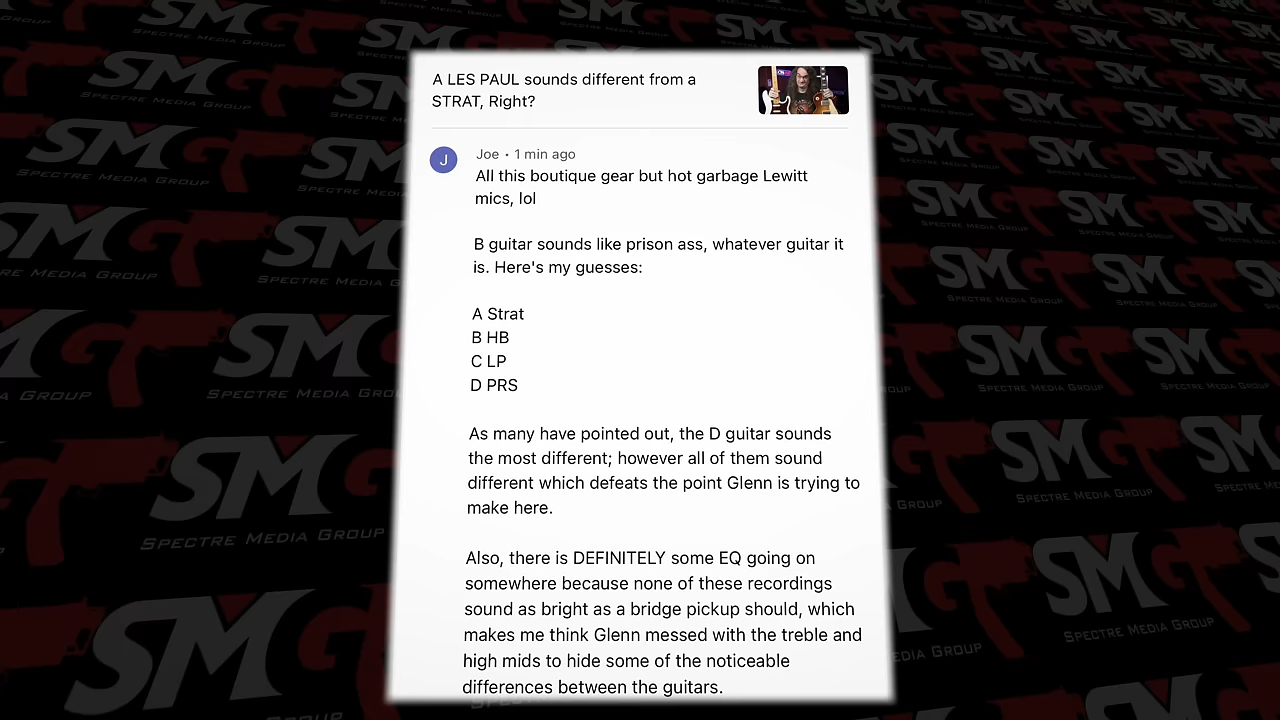 A LES PAUL sounds different from a
STRAT, Right?
J
Joe • 1 min ago
All this boutique gear but hot garbage Lewitt
mics, lol
B guitar sounds like prison ass, whatever guitar it
is. Here's my guesses:
A Strat
B HB
C LP
D PRS
As many have pointed out, the D guitar sounds
the most different; however all of them sound
different which defeats the point Glenn is trying to
make here.
Also, there is DEFINITELY some EQ going on
somewhere because none of these recordings
sound as bright as a bridge pickup should, which
makes me think Glenn messed with the treble and
high mids to hide some of the noticeable
differences between the guitars.
SMG
SPECTRE MEDIA GROUP